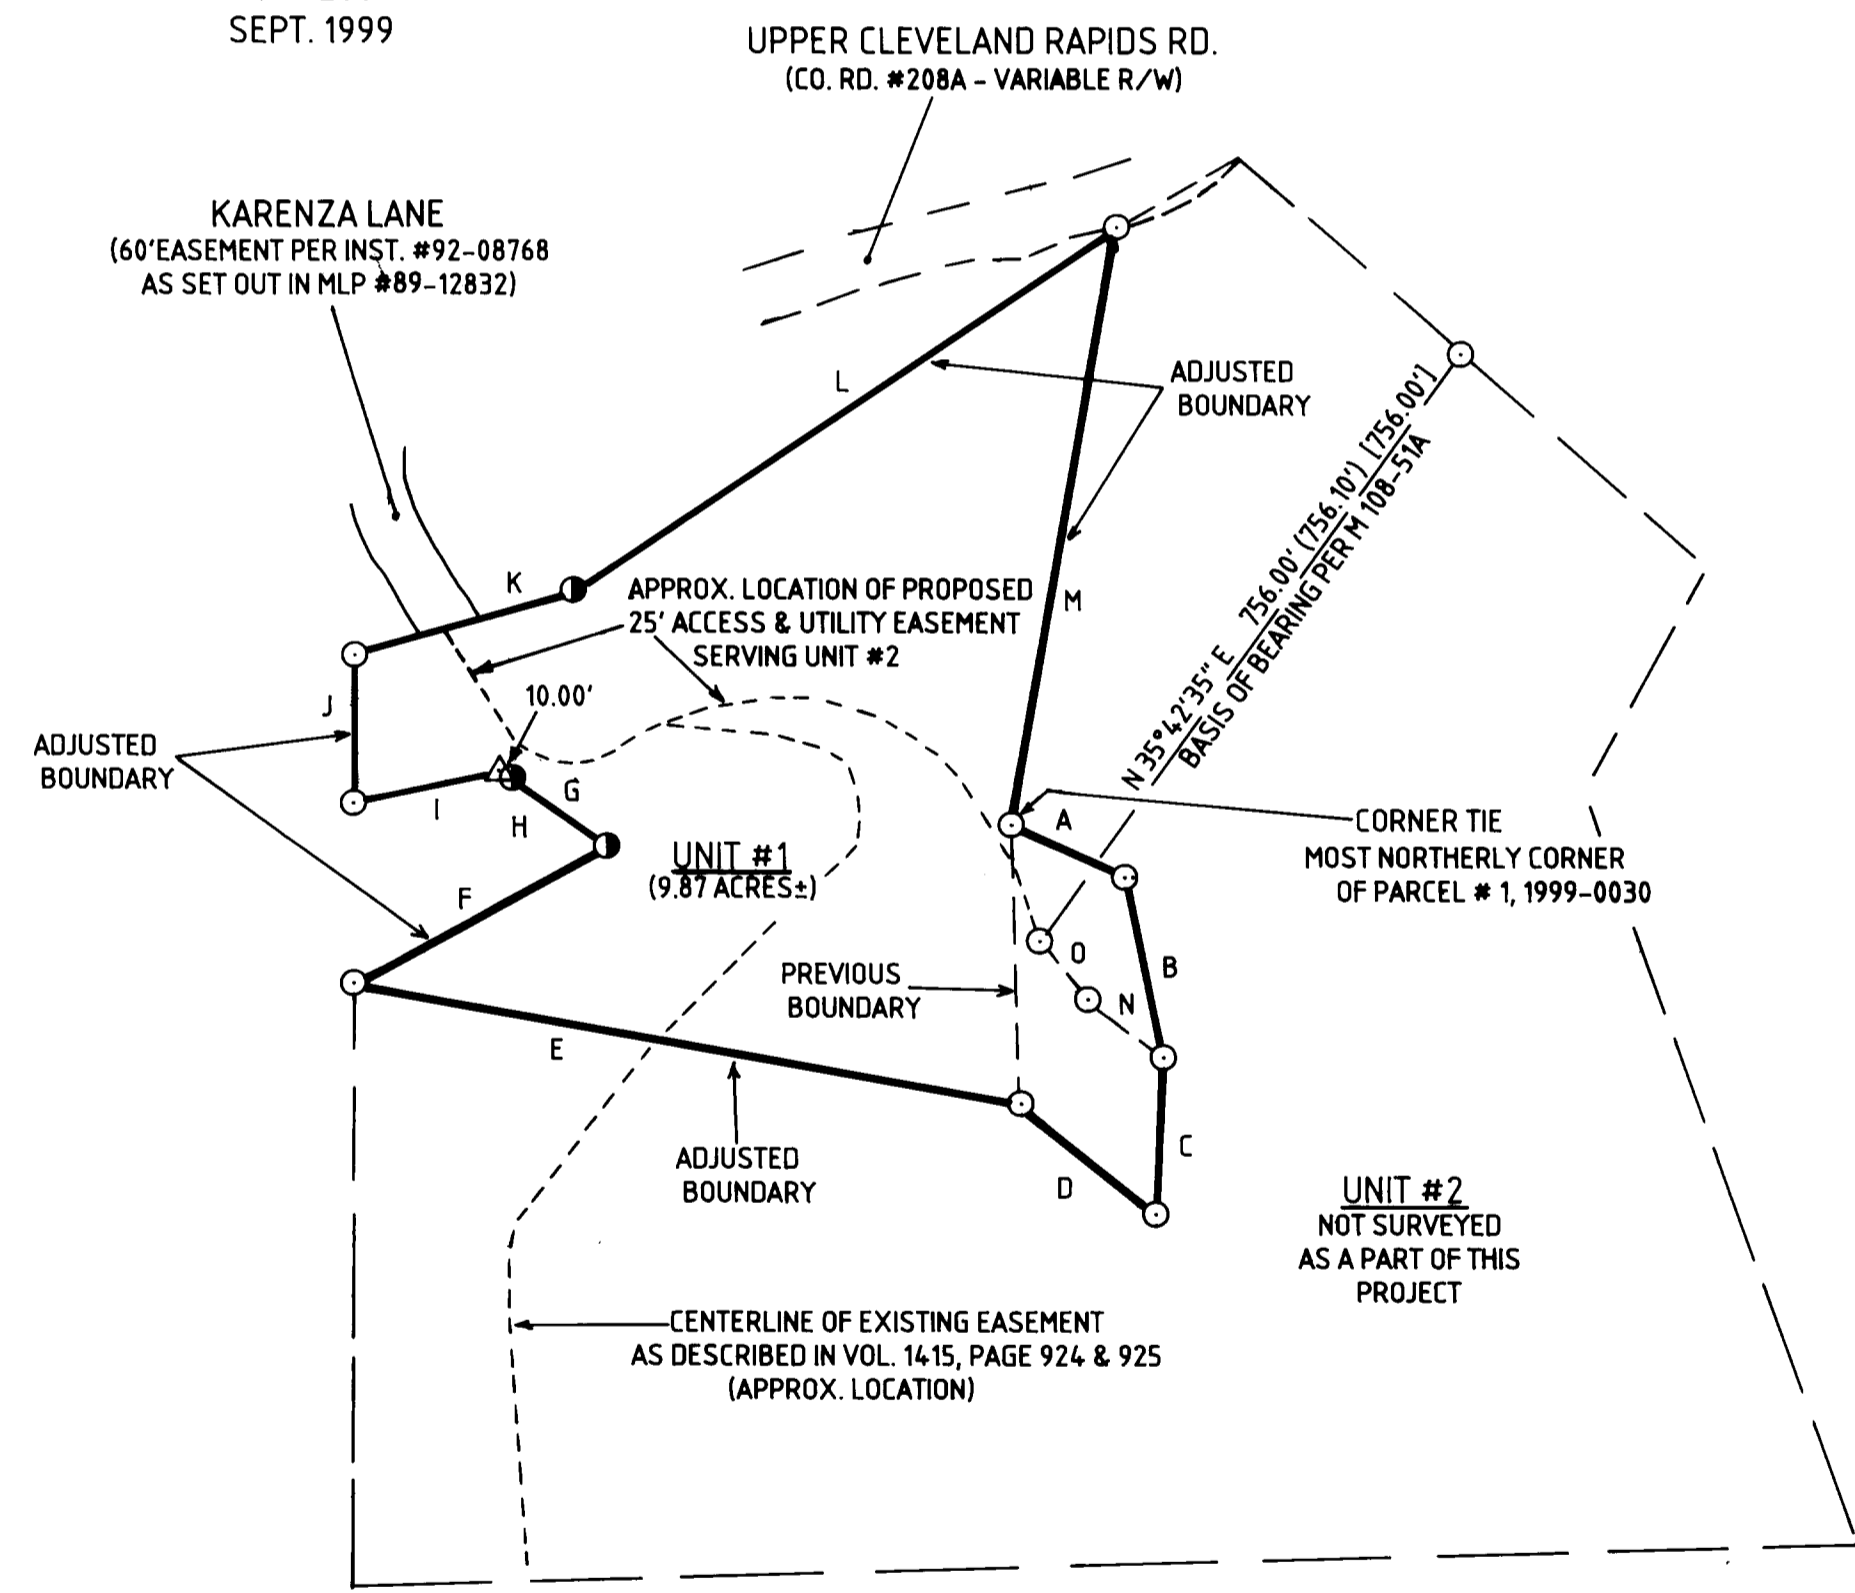 SEPT. 1999
UPPER CLEVELAND RAPIDS RD.
(CO. RD. #208A - VARIABLE R/W)
KARENZA LANE
(60'EASEMENT PER INST. #92-08768
AS SET OUT IN MLP #89-12832)
L
ADJUSTED
BOUNDARY
N 35°42'35" E 756.00' (756.10') [756.00']
BASIS OF BEARING PER M 108-51A
K
APPROX. LOCATION OF PROPOSED
25' ACCESS & UTILITY EASEMENT
SERVING UNIT #2
M
10.00'
J
ADJUSTED
BOUNDARY
I
G
H
A
CORNER TIE
MOST NORTHERLY CORNER
OF PARCEL # 1, 1999-0030
UNIT #1
(9.87 ACRES±)
F
O
B
PREVIOUS
BOUNDARY
N
E
ADJUSTED
BOUNDARY
C
D
UNIT #2
NOT SURVEYED
AS A PART OF THIS
PROJECT
CENTERLINE OF EXISTING EASEMENT
AS DESCRIBED IN VOL. 1415, PAGE 924 & 925
(APPROX. LOCATION)